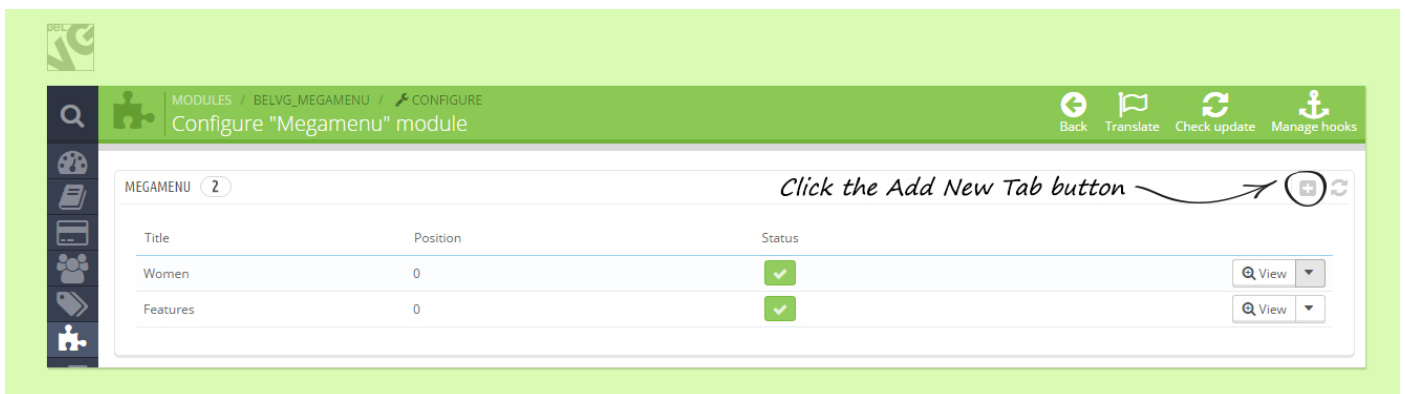 BEL
VG
MODULES / BELVG_MEGAMENU / CONFIGURE
Configure "Megamenu" module
Back
Translate
Check update
Manage hooks
MEGAMENU 2
Click the Add New Tab button
Title Position Status
Women 0 View
Features 0 View